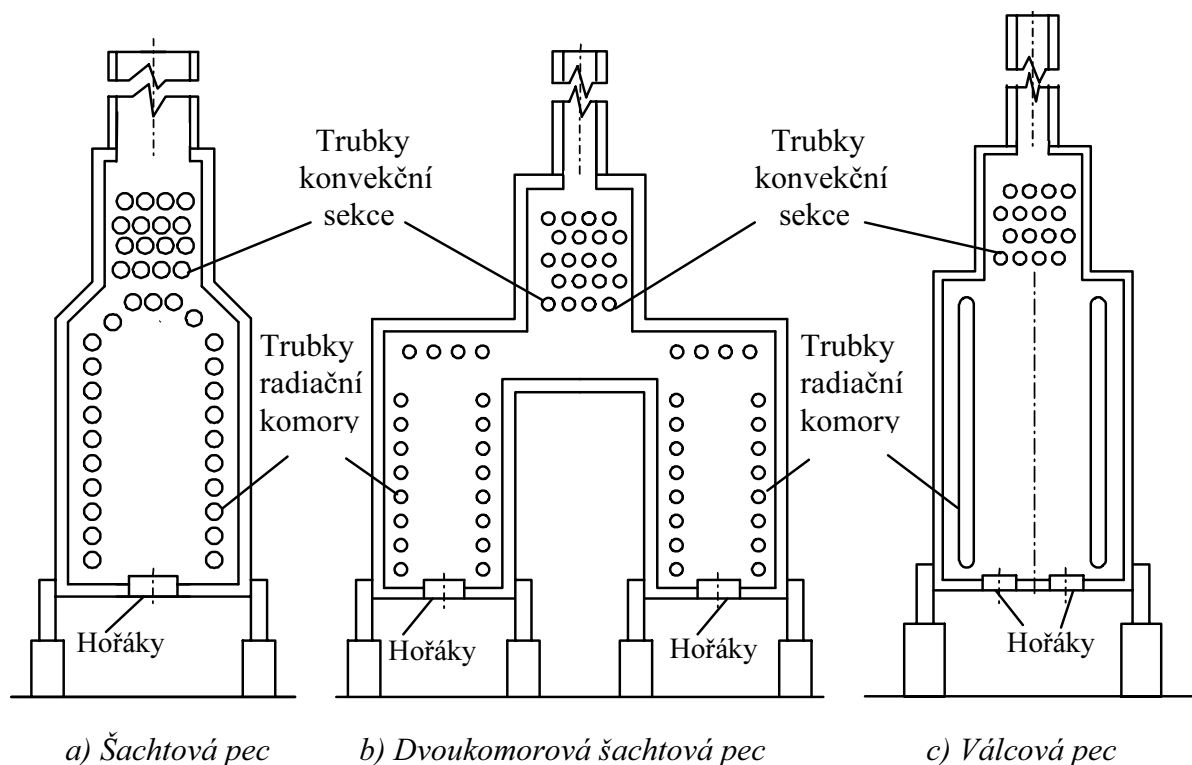 Trubky
konvekční
sekce
Trubky
konvekční
sekce
Trubky
radiační
komory
Trubky
radiační
komory
Hořáky
Hořáky
Hořáky
Hořáky
a) Šachtová pec
b) Dvoukomorová šachtová pec
c) Válcová pec